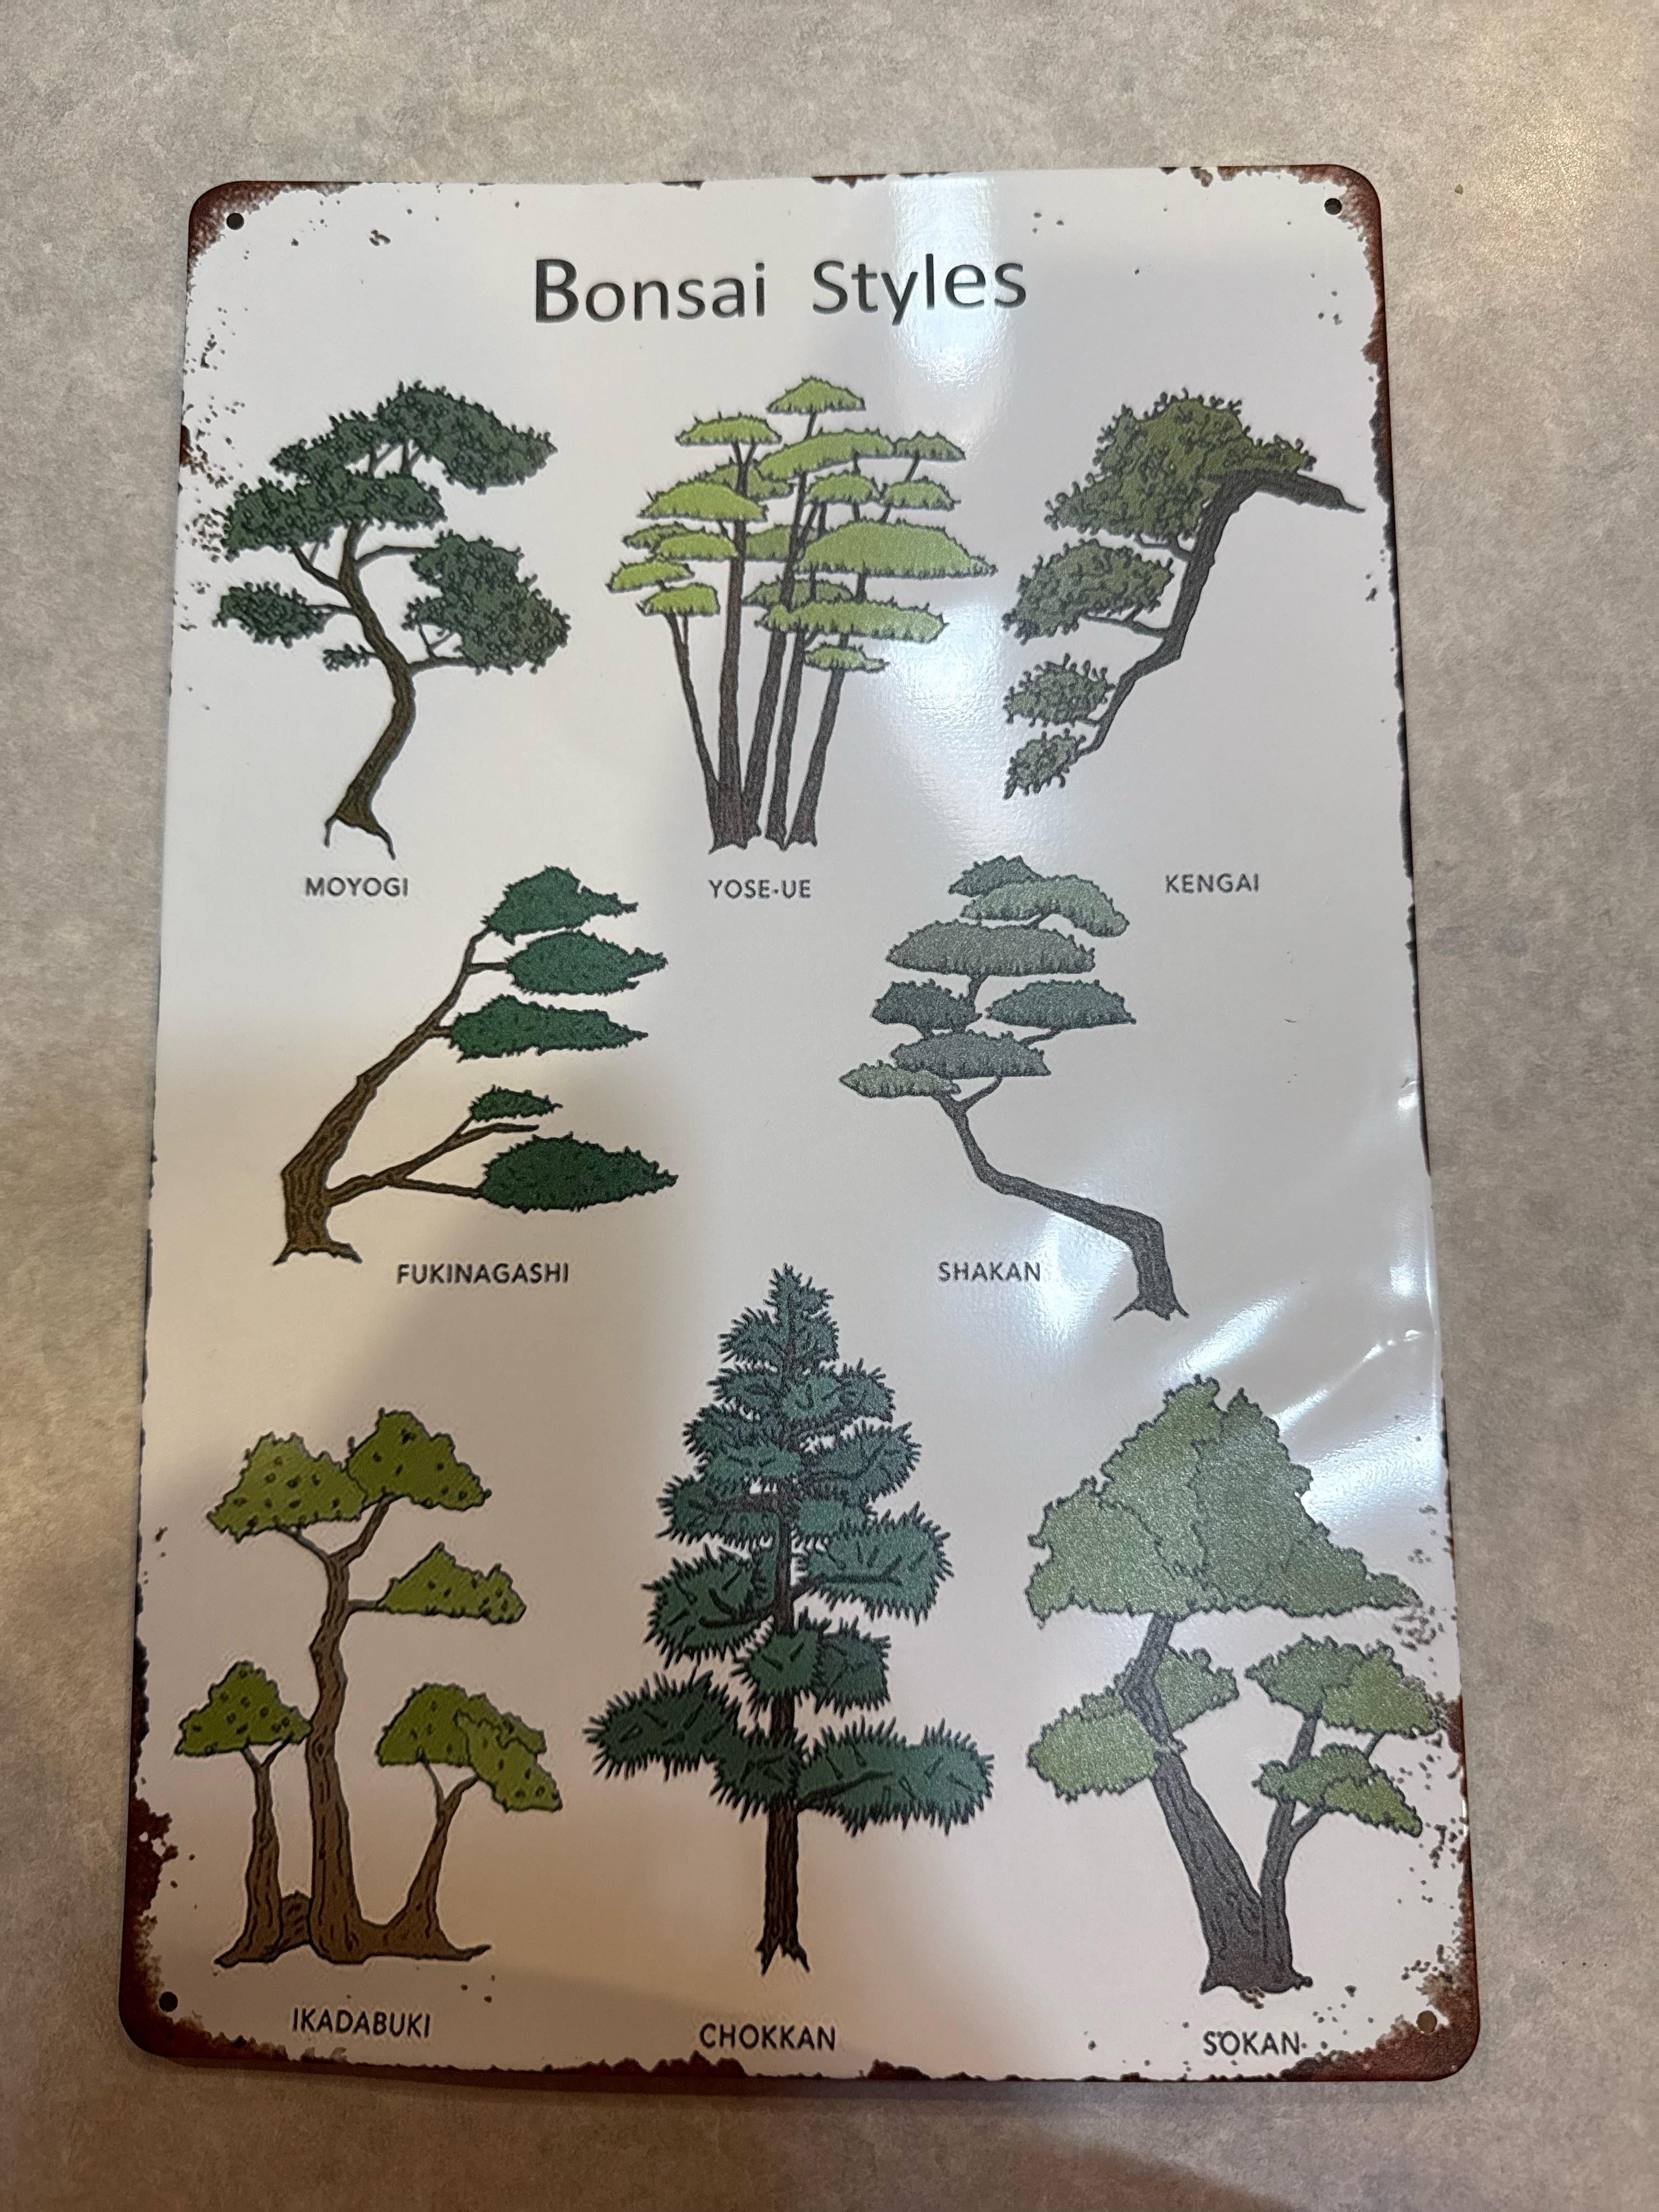 Bonsai Styles
MOYOGI
YOSE-UE
KENGAI
FUKINAGASHI
SHAKAN
IKADABUKI
CHOKKAN
SOKAN